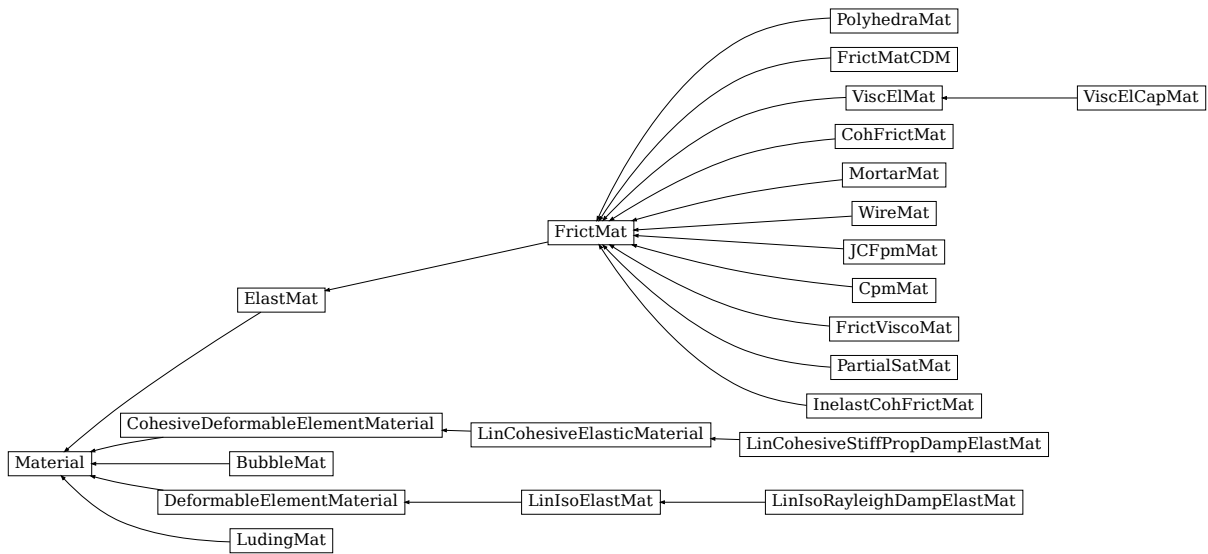 PolyhedraMat
FrictMatCDM
ViscElMat
ViscElCapMat
CohFrictMat
MortarMat
WireMat
FrictMat
JCFpmMat
CpmMat
ElastMat
FrictViscoMat
PartialSatMat
InelastCohFrictMat
CohesiveDeformableElementMaterial
LinCohesiveElasticMaterial
LinCohesiveStiffPropDampElastMat
Material
BubbleMat
DeformableElementMaterial
LinIsoElastMat
LinIsoRayleighDampElastMat
LudingMat